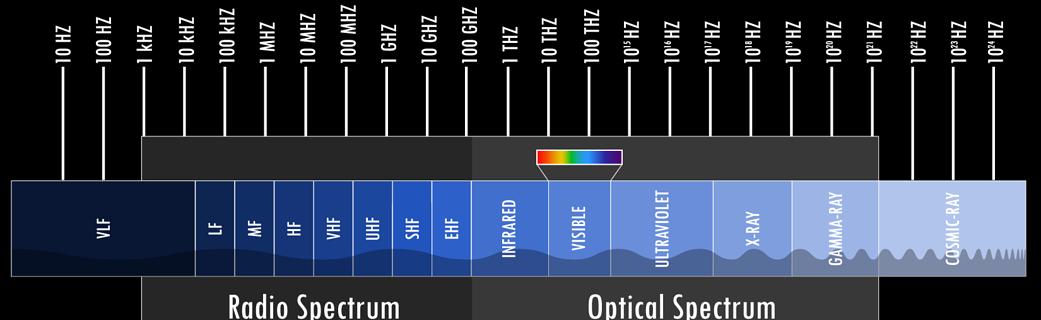 10 HZ
100 HZ
1 kHZ
10 kHZ
100 kHZ
1 MHZ
10 MHZ
100 MHZ
1 GHZ
10 GHZ
100 GHZ
1 THZ
10 THZ
100 THZ
10¹⁵HZ
10¹⁶HZ
10¹⁷HZ
10¹⁸HZ
10¹⁹HZ
10²⁰HZ
10²¹HZ
10²²HZ
10²³HZ
10²⁴HZ
VLF
LF
MF
HF
VHF
UHF
SHF
EHF
INFRARED
VISIBLE
ULTRAVIOLET
X-RAY
GAMMA-RAY
COSMIC-RAY
Radio Spectrum
Optical Spectrum